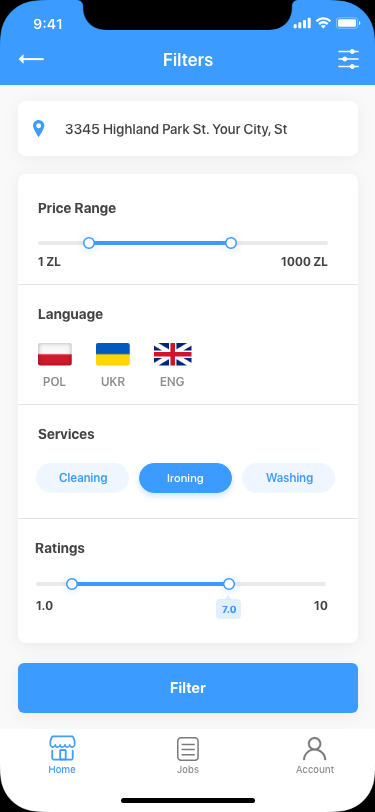 9:41
Filters
3345 Highland Park St. Your City, St
Price Range
1 ZL 1000 ZL
Language
POL UKR ENG
Services
Cleaning Ironing Washing
Ratings
1.0 7.0 10
Filter
Home Jobs Account